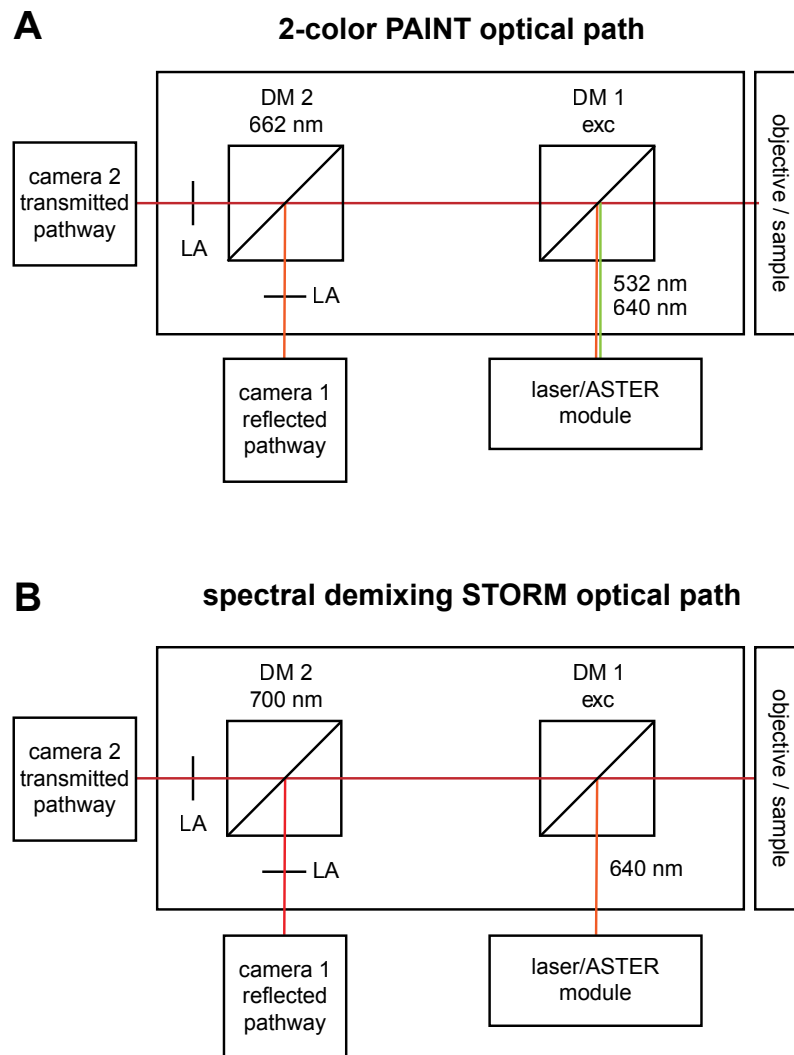 A
2-color PAINT optical path
DM 2
662 nm
DM 1
exc
camera 2
transmitted
pathway
LA
LA
532 nm
640 nm
objective / sample
camera 1
reflected
pathway
laser/ASTER
module
B
spectral demixing STORM optical path
DM 2
700 nm
DM 1
exc
camera 2
transmitted
pathway
LA
LA
640 nm
objective / sample
camera 1
reflected
pathway
laser/ASTER
module